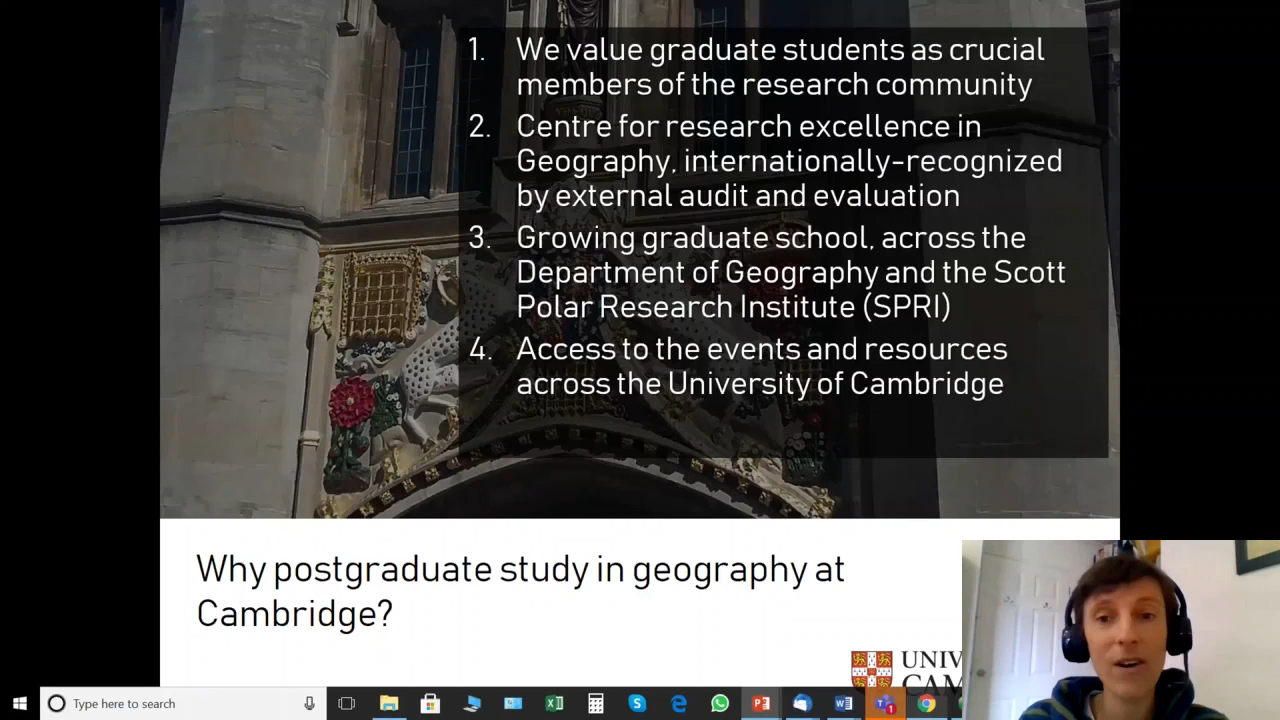 1. We value graduate students as crucial
members of the research community
2. Centre for research excellence in
Geography, internationally-recognized
by external audit and evaluation
3. Growing graduate school, across the
Department of Geography and the Scott
Polar Research Institute (SPRI)
4. Access to the events and resources
across the University of Cambridge
Why postgraduate study in geography at
Cambridge?
UNIV
CAM
Type here to search
1